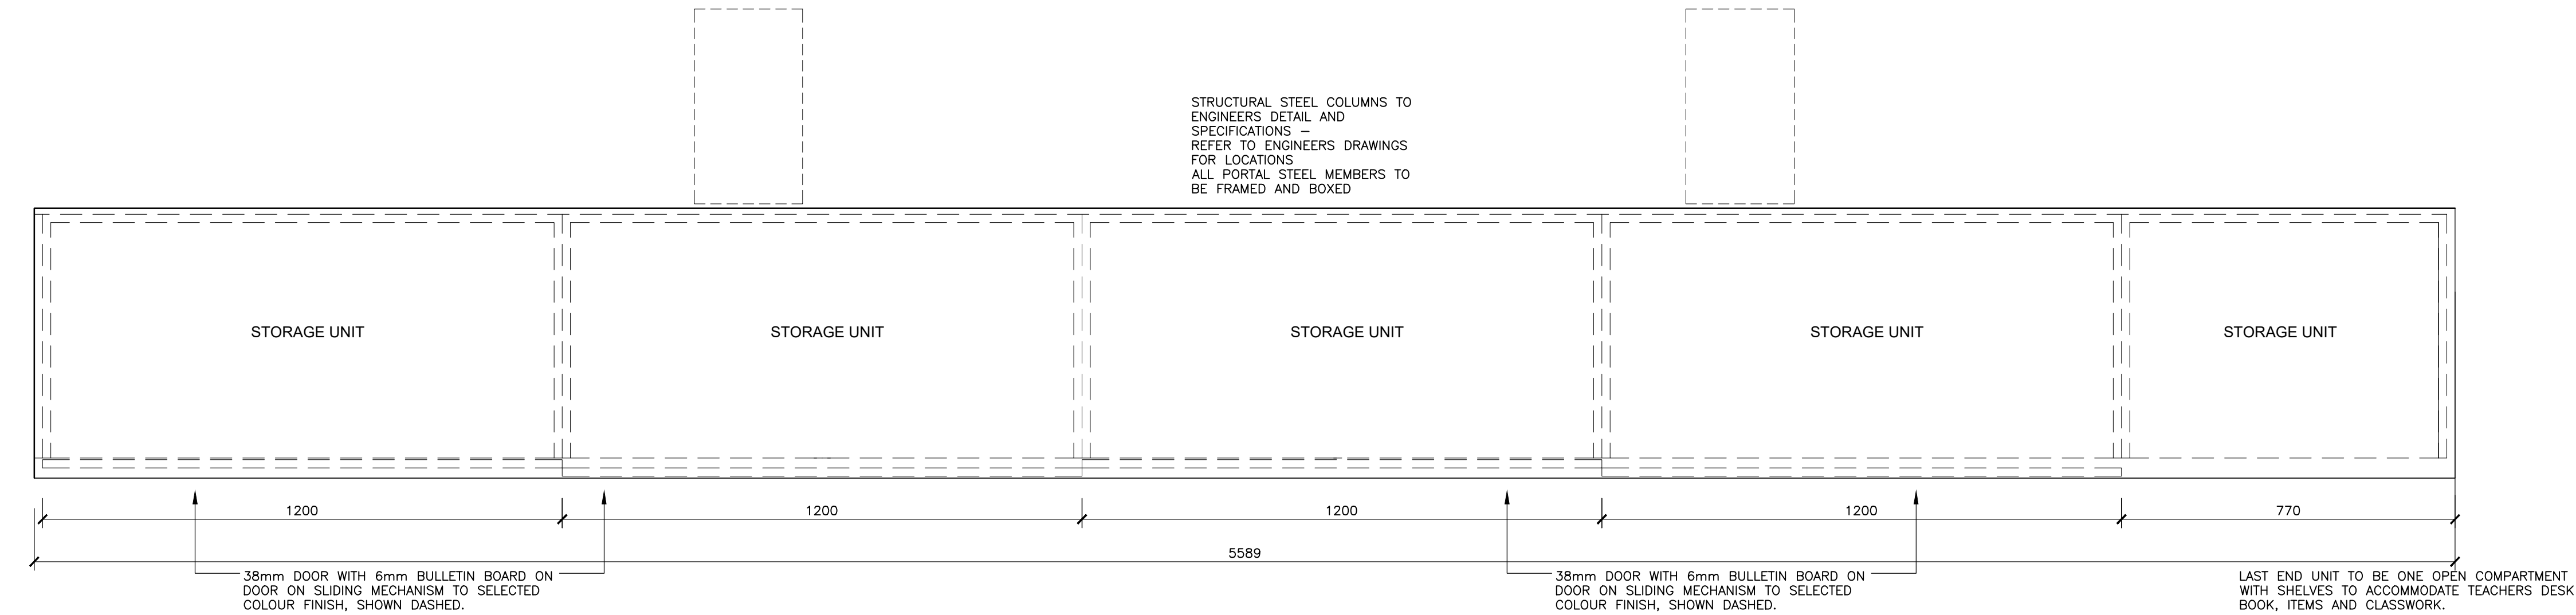 STRUCTURAL STEEL COLUMNS TO
ENGINEERS DETAIL AND
SPECIFICATIONS –
REFER TO ENGINEERS DRAWINGS
FOR LOCATIONS
ALL PORTAL STEEL MEMBERS TO
BE FRAMED AND BOXED
STORAGE UNIT
STORAGE UNIT
STORAGE UNIT
STORAGE UNIT
STORAGE UNIT
1200
1200
1200
1200
770
5589
38mm DOOR WITH 6mm BULLETIN BOARD ON
DOOR ON SLIDING MECHANISM TO SELECTED
COLOUR FINISH, SHOWN DASHED.
38mm DOOR WITH 6mm BULLETIN BOARD ON
DOOR ON SLIDING MECHANISM TO SELECTED
COLOUR FINISH, SHOWN DASHED.
LAST END UNIT TO BE ONE OPEN COMPARTMENT
WITH SHELVES TO ACCOMMODATE TEACHERS DESK
BOOK, ITEMS AND CLASSWORK.